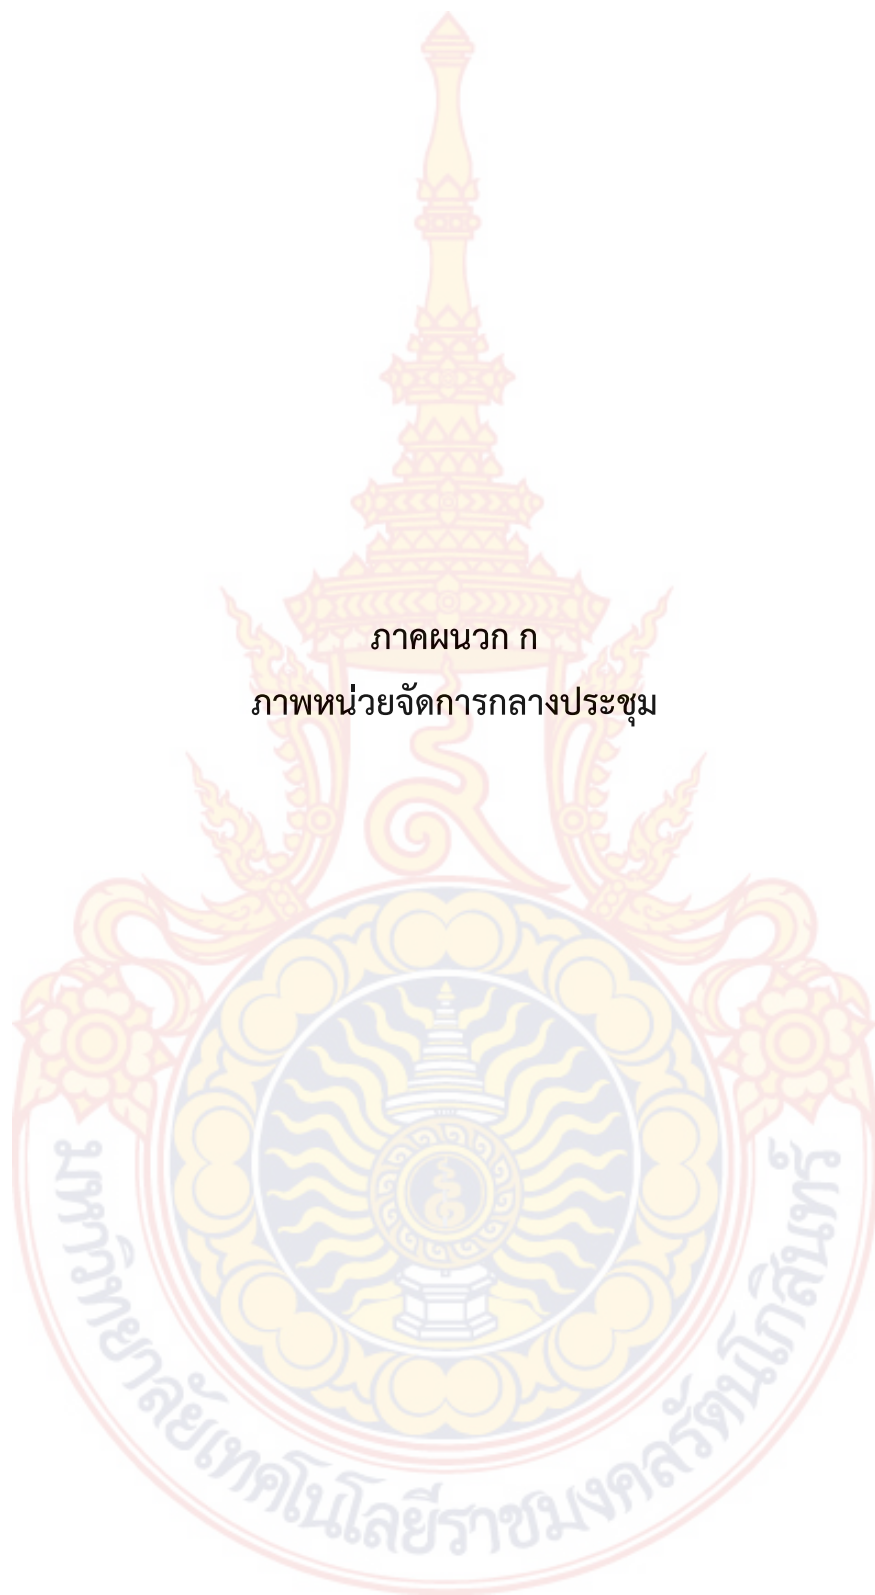 ภาคผนวก ก
ภาพหน่วยจัดการกลางประชุม
มหาวิทยาลัยเทคโนโลยีราชมงคลรัตนโกสินทร์